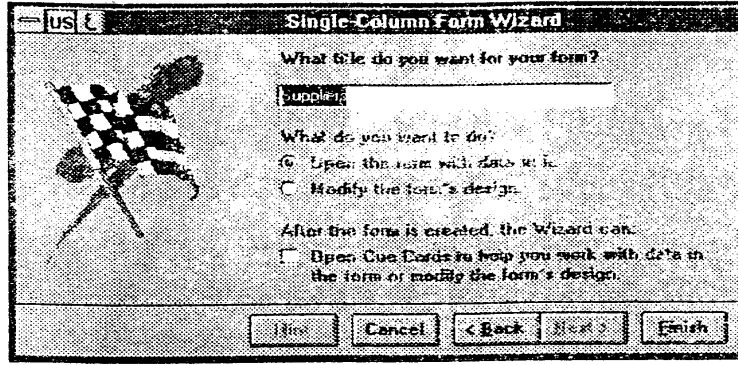 US Single-Column Form Wizard
What title do you want for your form?
Suppliers
What do you want to do?
Open the form with data in it.
Modify the form's design.
After the form is created, the Wizard can:
Open Cue Cards to help you work with data in
the form or modify the form's design.
Hint Cancel < Back Next > Finish